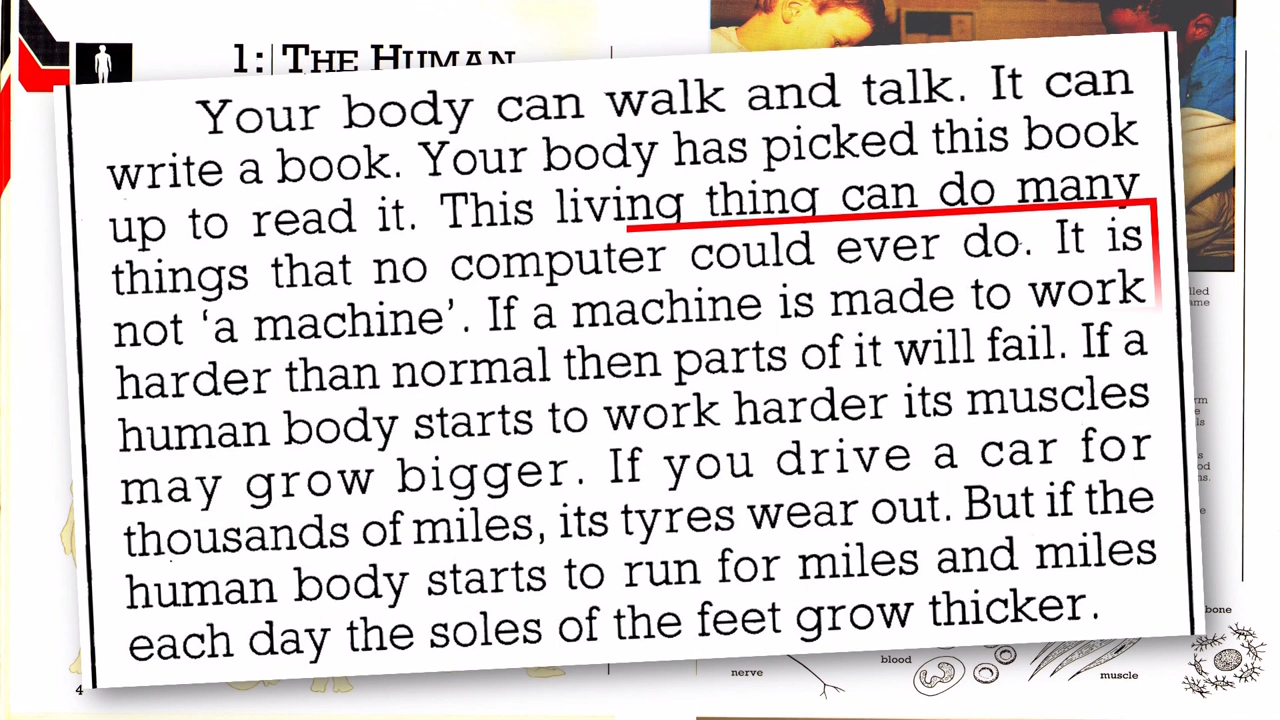 1: THE HUMAN
Your body can walk and talk. It can
write a book. Your body has picked this book
up to read it. This living thing can do many
things that no computer could ever do. It is
not ‘a machine’. If a machine is made to work
harder than normal then parts of it will fail. If a
human body starts to work harder its muscles
may grow bigger. If you drive a car for
thousands of miles, its tyres wear out. But if the
human body starts to run for miles and miles
each day the soles of the feet grow thicker.
bone
blood
nerve
muscle
4